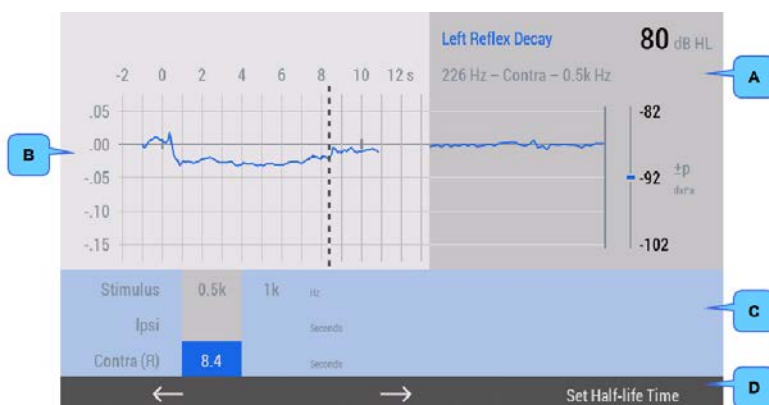 Left Reflex Decay 80 dB HL
226 Hz – Contra – 0.5k Hz
A
-2 0 2 4 6 8 10 12 s
.05
.00
-.05
-.10
-.15
B
-82
-92 ±p
daPa
-102
Stimulus 0.5k 1k Hz
Ipsi Seconds
Contra (R) 8.4 Seconds
C
← → Set Half-life Time
D